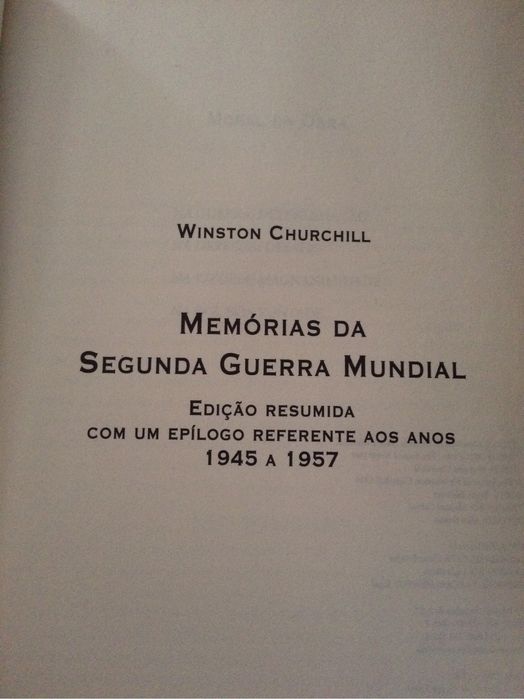 Winston Churchill
Memórias da
Segunda Guerra Mundial
Edição resumida
com um epílogo referente aos anos
1945 a 1957